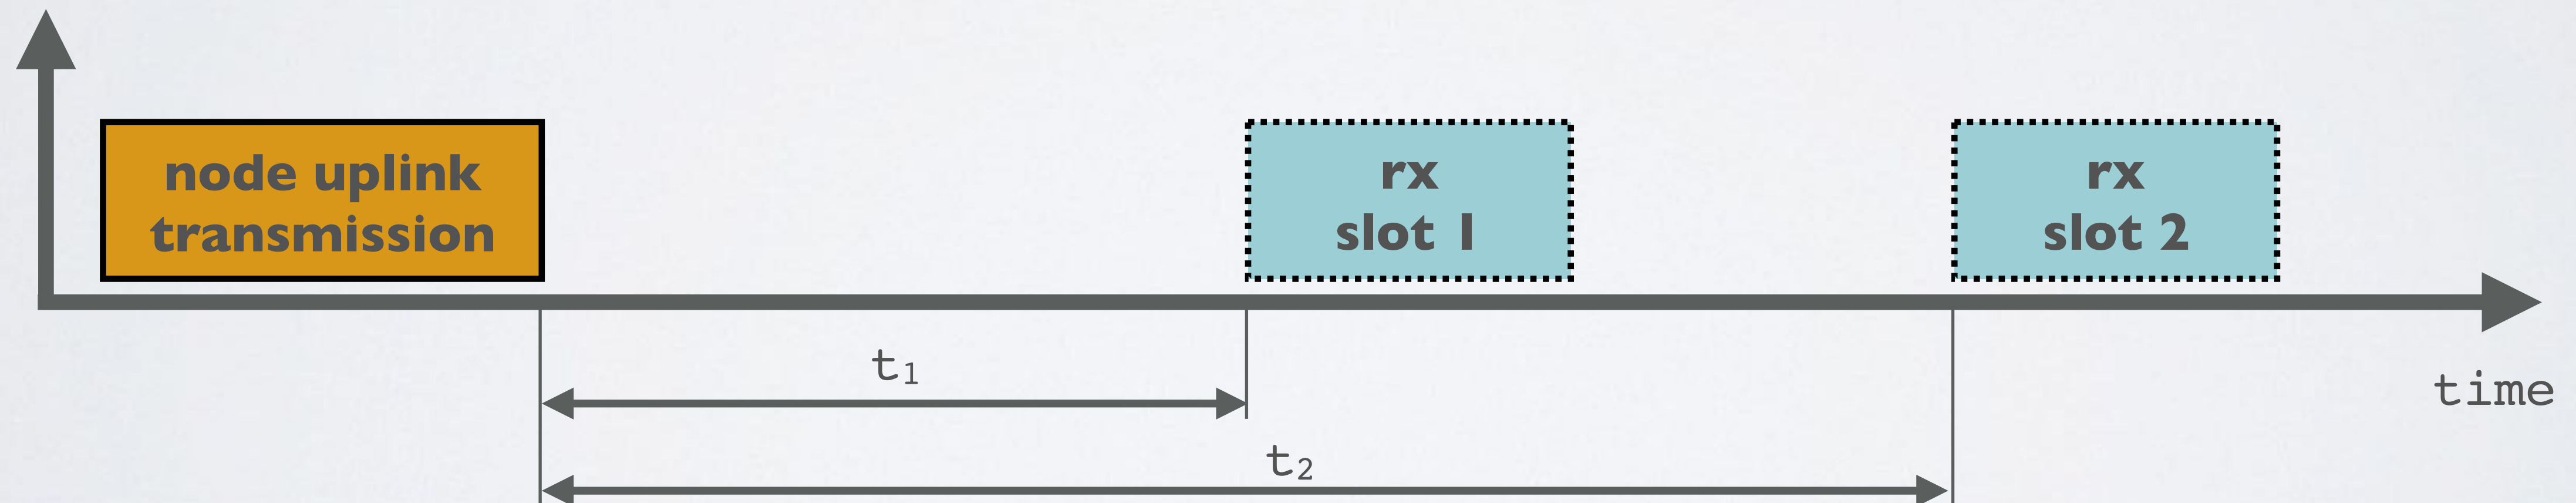 node uplink
transmission
rx
slot 1
rx
slot 2
t₁
time
t₂